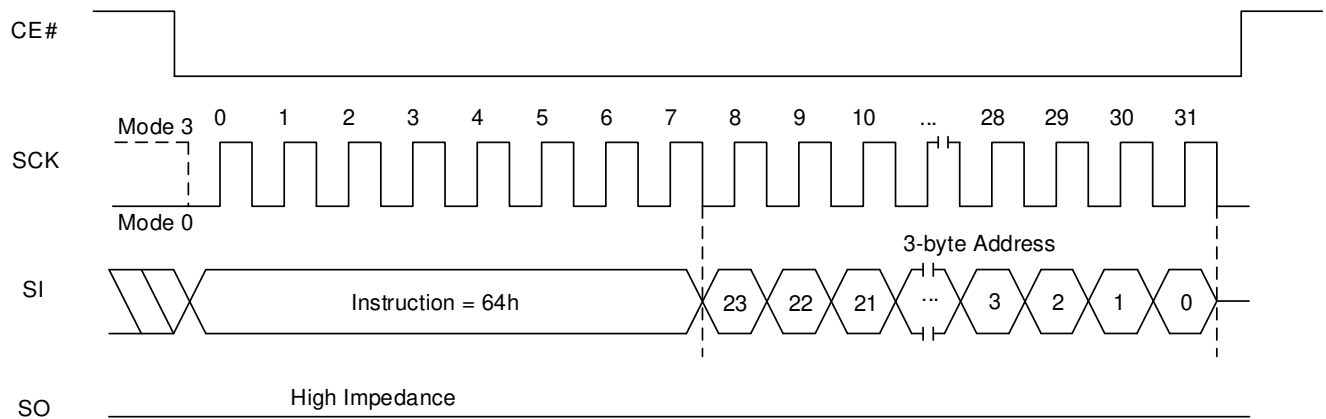 CE#
Mode 3 0 1 2 3 4 5 6 7 8 9 10 ... 28 29 30 31
SCK
Mode 0
3-byte Address
SI Instruction = 64h 23 22 21 ... 3 2 1 0
High Impedance
SO